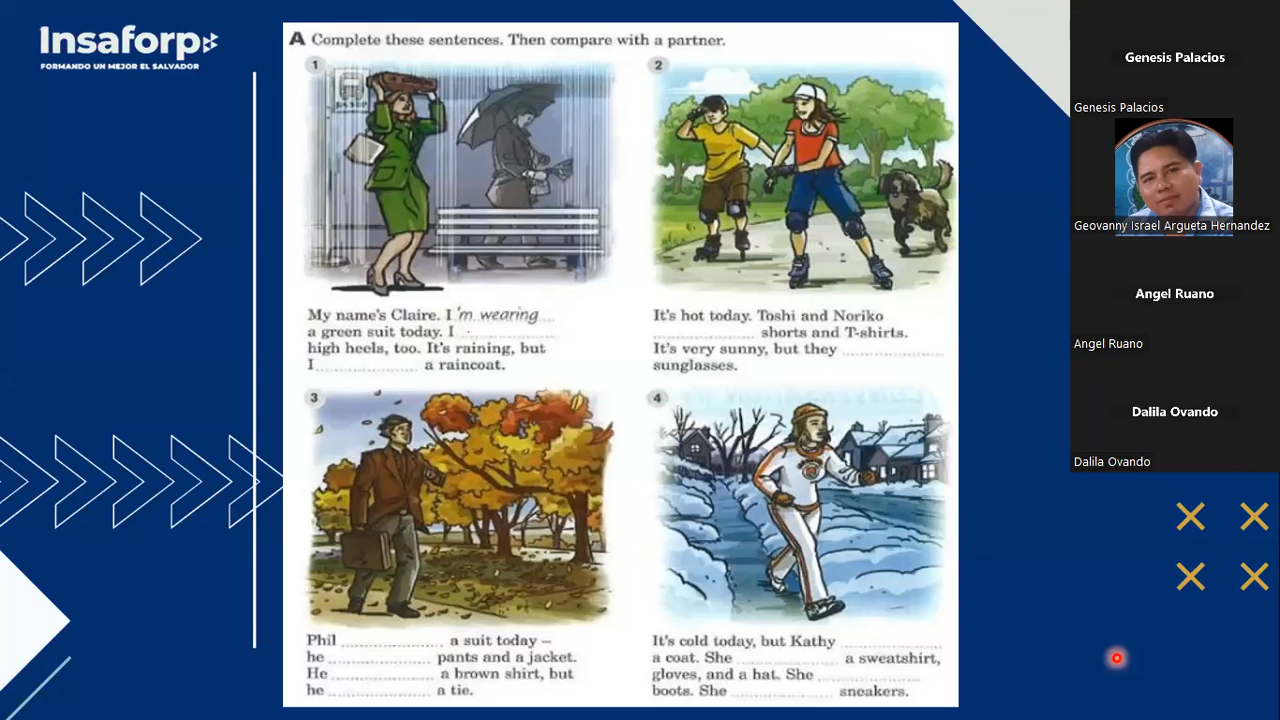 Insaforp
FORMANDO UN MEJOR EL SALVADOR
A Complete these sentences. Then compare with a partner.
1
My name's Claire. I 'm wearing
a green suit today. I ....................
high heels, too. It's raining, but
I .................... a raincoat.
2
It's hot today. Toshi and Noriko
.................... shorts and T-shirts.
It's very sunny, but they ....................
sunglasses.
3
Phil .................... a suit today –
he .................... pants and a jacket.
He .................... a brown shirt, but
he .................... a tie.
4
It's cold today, but Kathy ....................
a coat. She .................... a sweatshirt,
gloves, and a hat. She ....................
boots. She .................... sneakers.
Genesis Palacios
Genesis Palacios
Geovanny Israel Argueta Hernandez
Angel Ruano
Angel Ruano
Dalila Ovando
Dalila Ovando